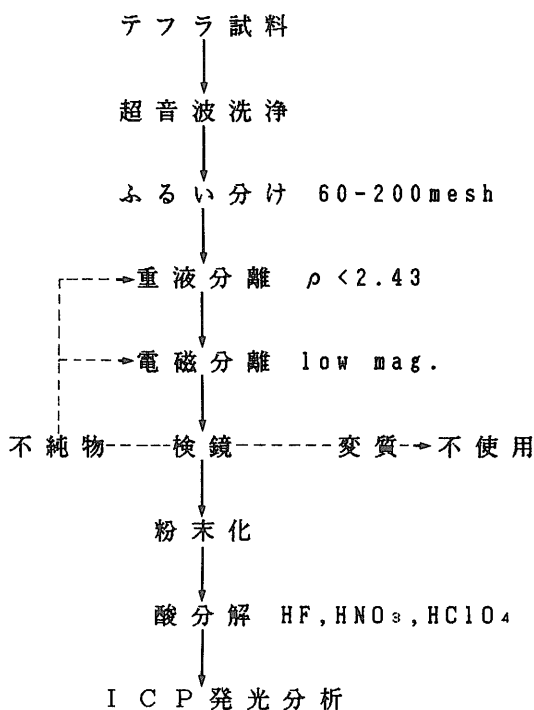 テフラ試料
超音波洗浄
ふるい分け 60-200mesh
重液分離 ρ<2.43
電磁分離 low mag.
不純物 検鏡 変質 不使用
粉末化
酸分解 HF,HNO₃,HClO₄
ICP発光分析